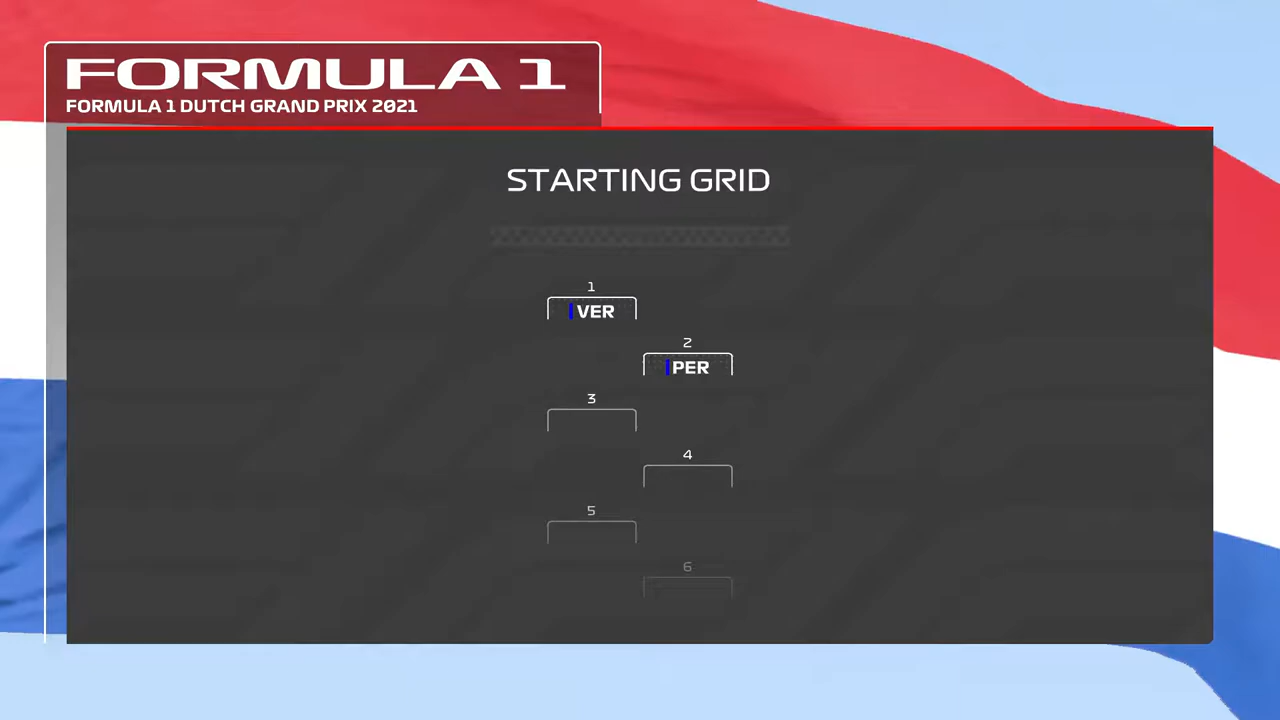 FORMULA 1
FORMULA 1 DUTCH GRAND PRIX 2021
STARTING GRID
1
VER
2
PER
3
4
5
6